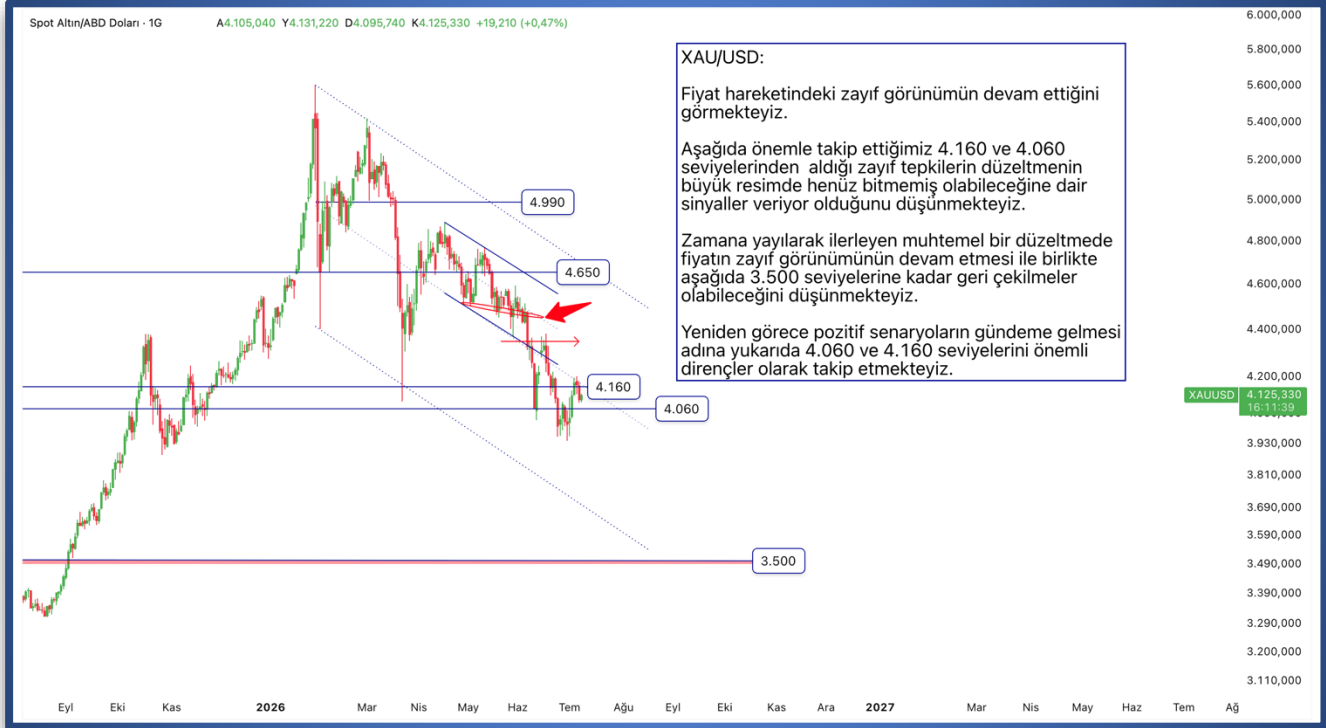 Spot Altın/ABD Doları · 1G A4.105,040 Y4.131,220 D4.095,740 K4.125,330 +19,210 (+0,47%)
XAU/USD:
Fiyat hareketindeki zayıf görünümün devam ettiğini
görmekteyiz.
Aşağıda önemle takip ettiğimiz 4.160 ve 4.060
seviyelerinden aldığı zayıf tepkilerin düzeltmenin
büyük resimde henüz bitmemiş olabileceğine dair
sinyaller veriyor olduğunu düşünmekteyiz.
Zamana yayılarak ilerleyen muhtemel bir düzeltmede
fiyatın zayıf görünümünün devam etmesi ile birlikte
aşağıda 3.500 seviyelerine kadar geri çekilmeler
olabileceğini düşünmekteyiz.
Yeniden görece pozitif senaryoların gündeme gelmesi
adına yukarıda 4.060 ve 4.160 seviyelerini önemli
dirençler olarak takip etmekteyiz.
4.990
4.650
4.160
4.060
3.500
6.000,000
5.800,000
5.600,000
5.400,000
5.200,000
5.000,000
4.800,000
4.600,000
4.400,000
4.200,000
XAUUSD 4.125,330
16:11:39
3.930,000
3.810,000
3.690,000
3.590,000
3.490,000
3.390,000
3.290,000
3.200,000
3.110,000
Eyl Eki Kas 2026 Mar Nis May Haz Tem Ağu Eyl Eki Kas Ara 2027 Mar Nis May Haz Tem Ağ